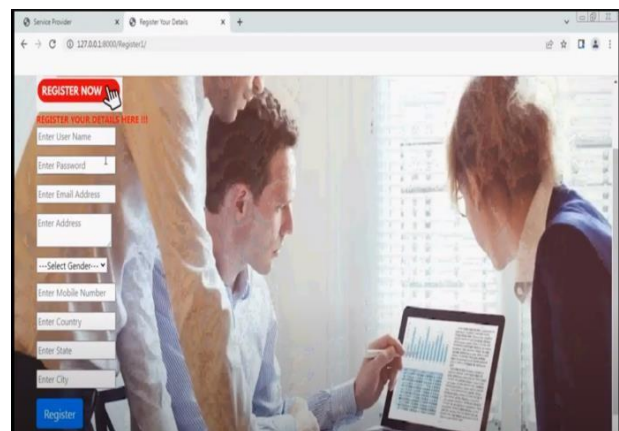 Service Provider
Register Your Details
127.0.0.1:8000/Register1/
REGISTER NOW
REGISTER YOUR DETAILS HERE !!!
Enter User Name
Enter Password
Enter Email Address
Enter Address
---Select Gender---
Enter Mobile Number
Enter Country
Enter State
Enter City
Register